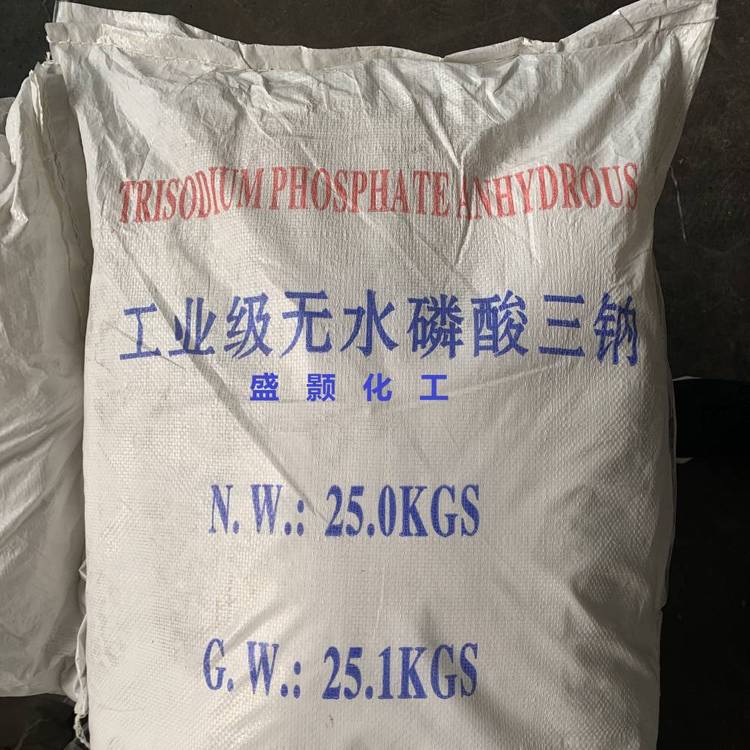 TRISODIUM PHOSPHATE ANHYDROUS
工业级无水磷酸三钠
盛颢化工
N.W.: 25.0KGS
G.W.: 25.1KGS